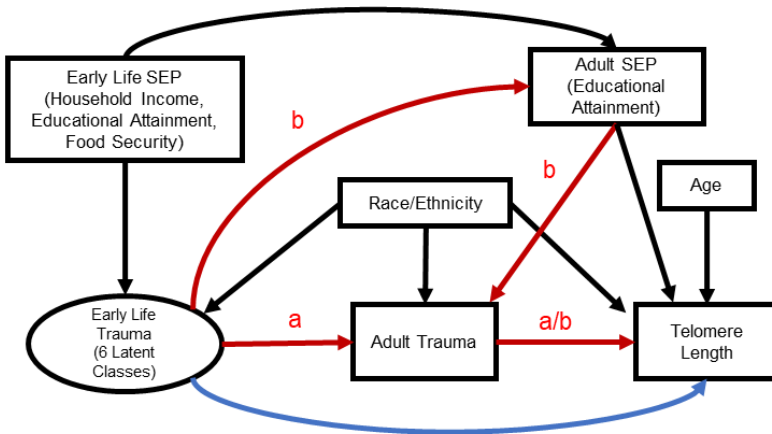 Early Life SEP
(Household Income,
Educational Attainment,
Food Security)
Adult SEP
(Educational
Attainment)
b
b
Race/Ethnicity
Age
Early Life
Trauma
(6 Latent
Classes)
a
Adult Trauma
a/b
Telomere
Length